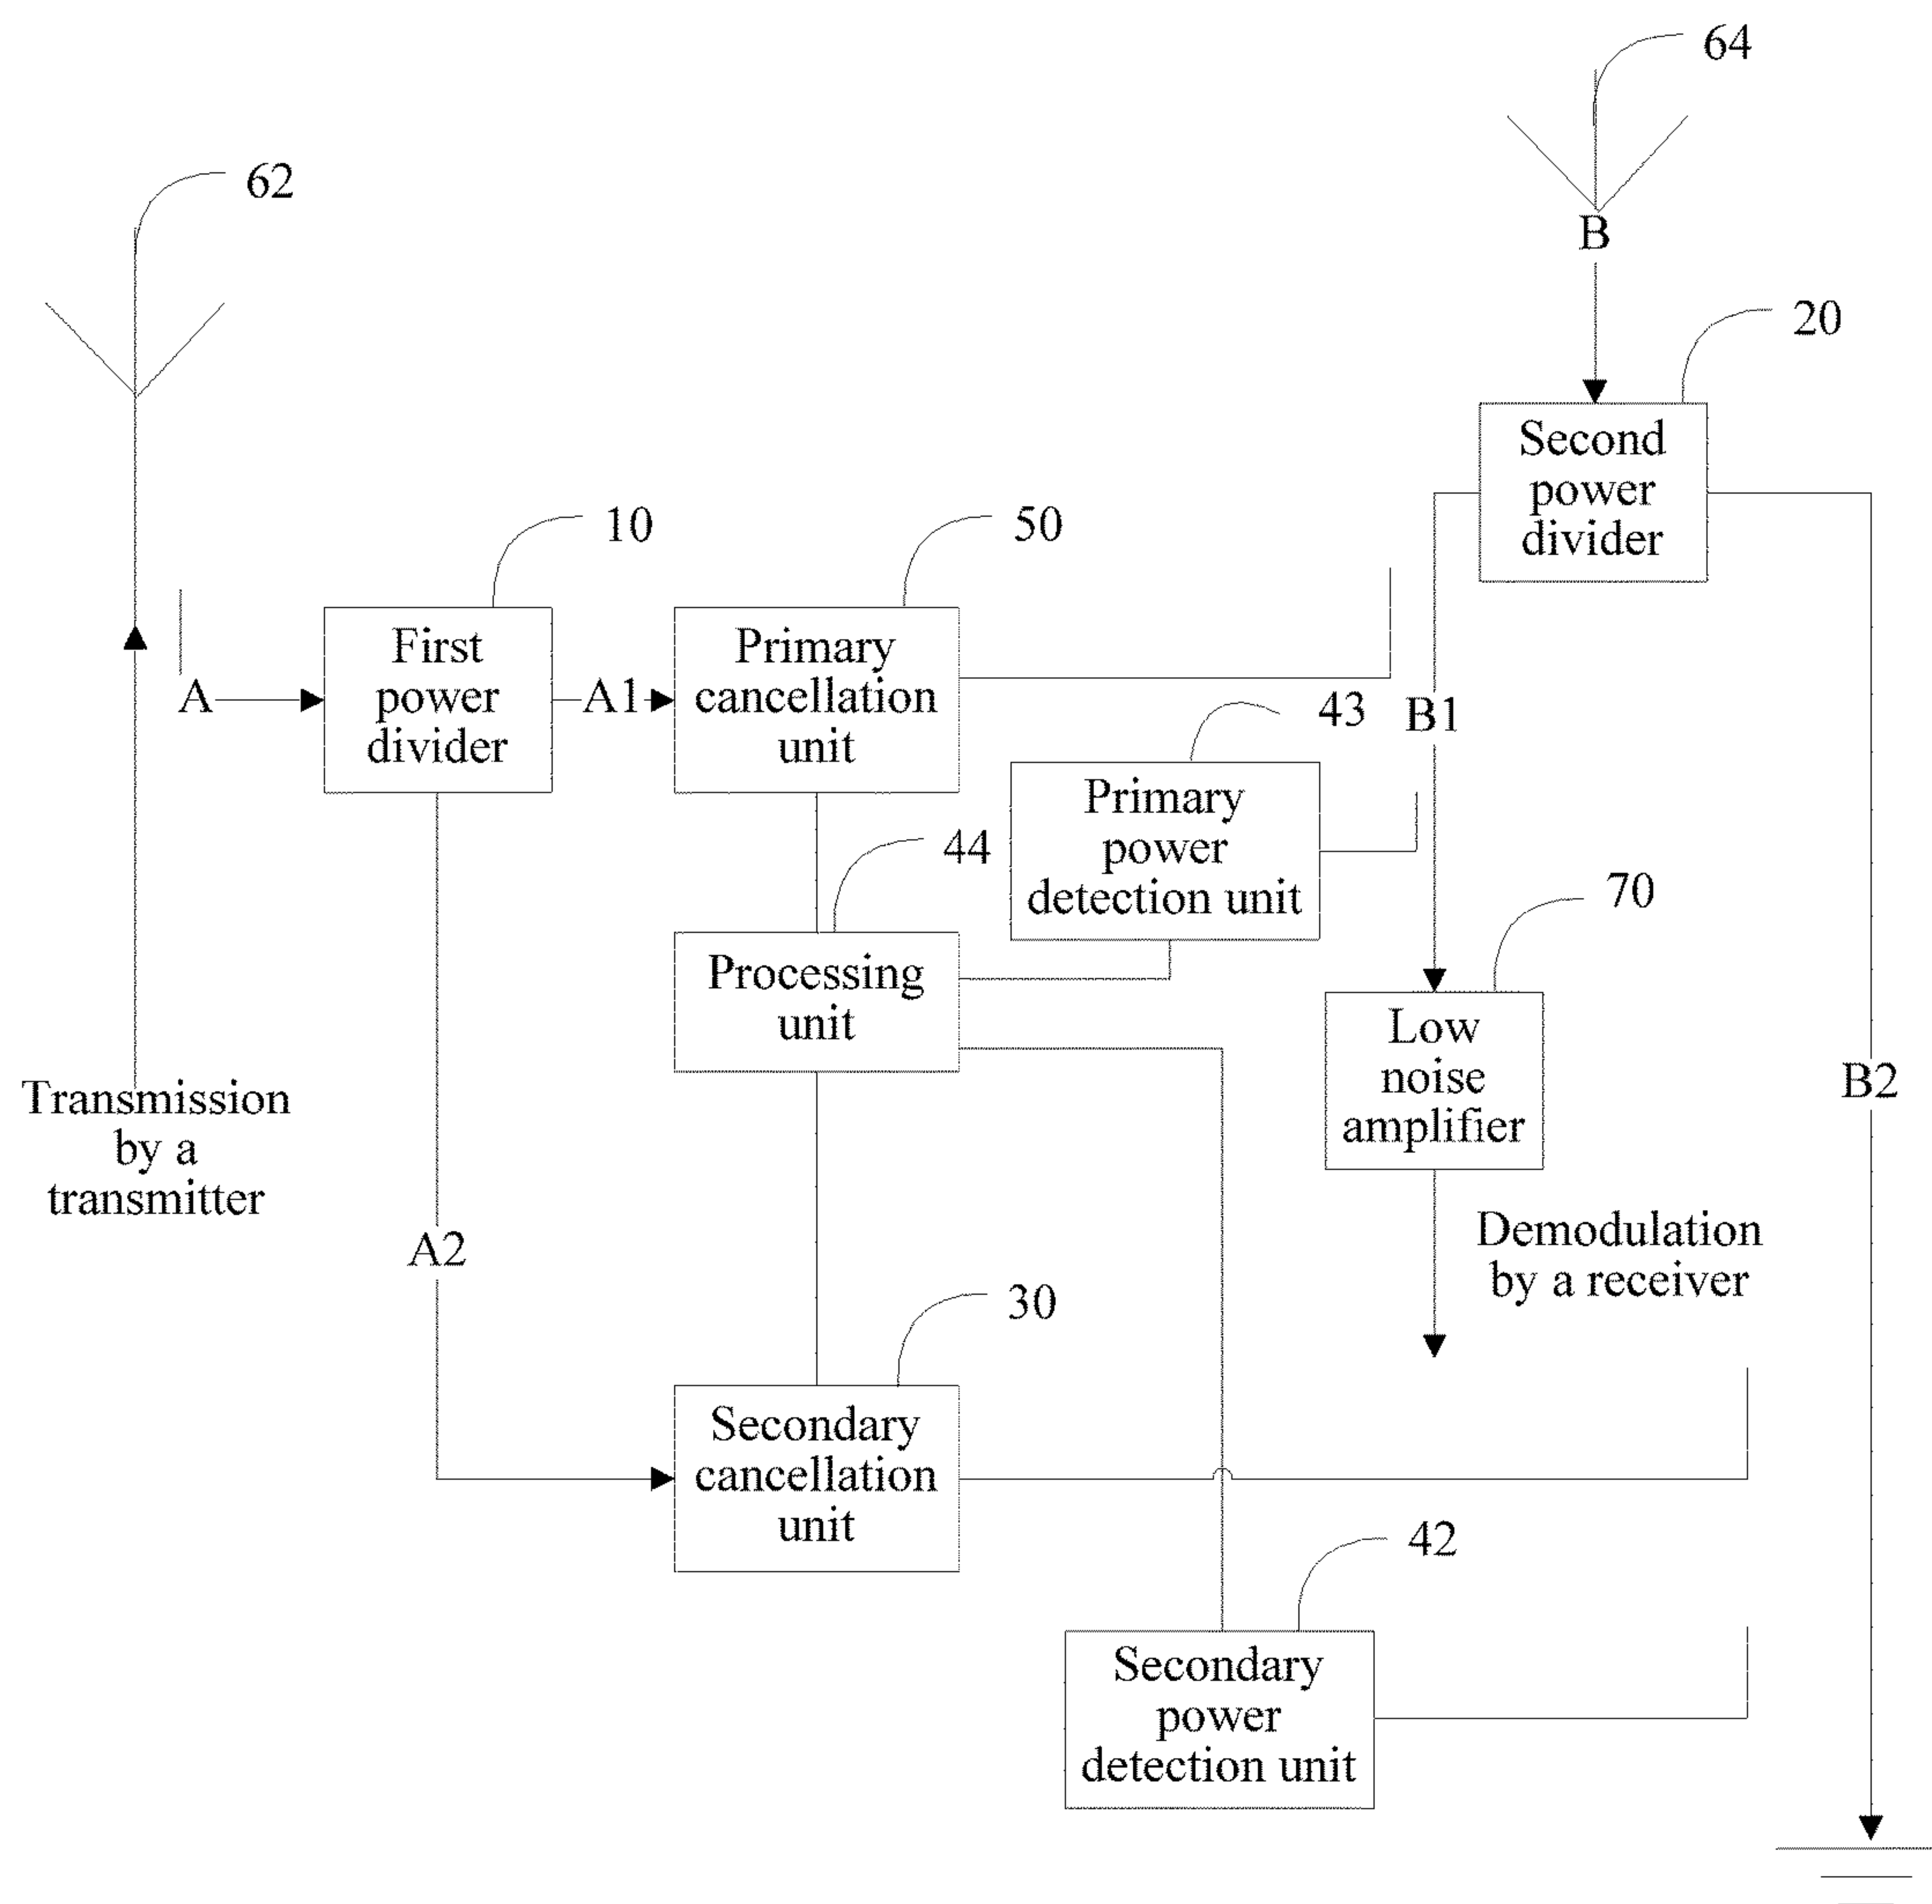 64
62
B
20
Second
power
divider
10
50
First
power
divider
A
A1
Primary
cancellation
unit
43
B1
Primary
power
detection unit
44
70
Processing
unit
Low
noise
amplifier
B2
Transmission
by a
transmitter
A2
Demodulation
by a receiver
30
Secondary
cancellation
unit
42
Secondary
power
detection unit